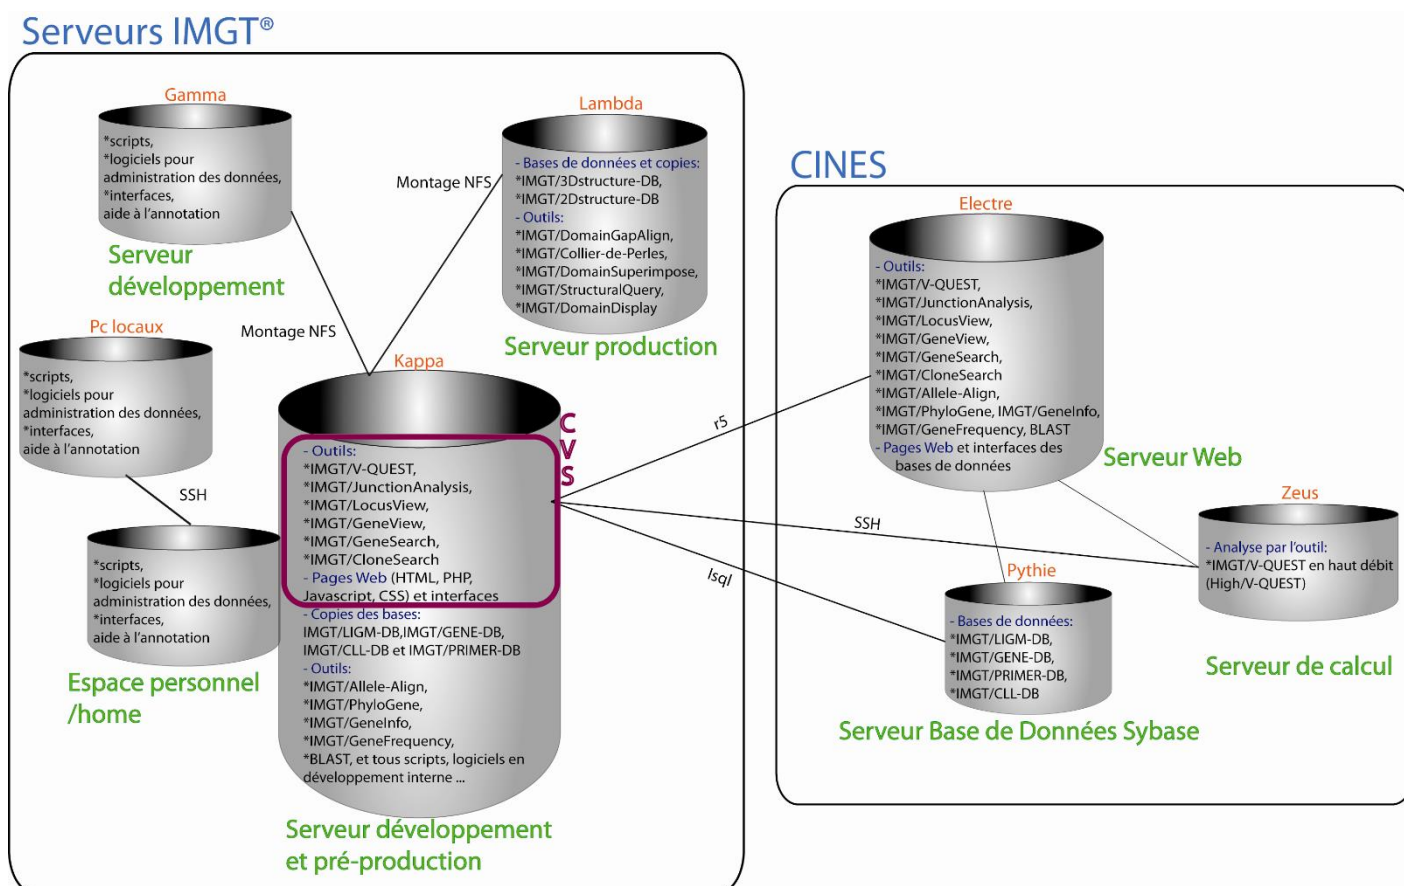 Serveurs IMGT®
Gamma
*scripts,
*logiciels pour
administration des données,
*interfaces,
aide à l'annotation
Serveur
développement
Montage NFS
Lambda
- Bases de données et copies:
*IMGT/3Dstructure-DB,
*IMGT/2Dstructure-DB
- Outils:
*IMGT/DomainGapAlign,
*IMGT/Collier-de-Perles,
*IMGT/DomainSuperimpose,
*IMGT/StructuralQuery,
*IMGT/DomainDisplay
Serveur production
Montage NFS
Pc locaux
*scripts,
*logiciels pour
administration des données,
*interfaces,
aide à l'annotation
SSH
*scripts,
*logiciels pour
administration des données,
*interfaces,
aide à l'annotation
Espace personnel
/home
Kappa
CVS
- Outils:
*IMGT/V-QUEST,
*IMGT/JunctionAnalysis,
*IMGT/LocusView,
*IMGT/GeneView,
*IMGT/GeneSearch,
*IMGT/CloneSearch
- Pages Web (HTML, PHP,
Javascript, CSS) et interfaces
- Copies des bases:
IMGT/LIGM-DB,IMGT/GENE-DB,
IMGT/CLL-DB et IMGT/PRIMER-DB
- Outils:
*IMGT/Allele-Align,
*IMGT/PhyloGene,
*IMGT/GeneInfo,
*IMGT/GeneFrequency,
*BLAST, et tous scripts, logiciels en
développement interne ...
Serveur développement
et pré-production
r5
SSH
Isql
CINES
Electre
- Outils:
*IMGT/V-QUEST,
*IMGT/JunctionAnalysis,
*IMGT/LocusView,
*IMGT/GeneView,
*IMGT/GeneSearch,
*IMGT/CloneSearch
*IMGT/Allele-Align,
*IMGT/PhyloGene, IMGT/GeneInfo,
*IMGT/GeneFrequency, BLAST
- Pages Web et interfaces des
bases de données
Serveur Web
Zeus
- Analyse par l'outil:
*IMGT/V-QUEST en haut débit
(High/V-QUEST)
Serveur de calcul
Pythie
- Bases de données:
*IMGT/LIGM-DB,
*IMGT/GENE-DB,
*IMGT/PRIMER-DB,
*IMGT/CLL-DB
Serveur Base de Données Sybase